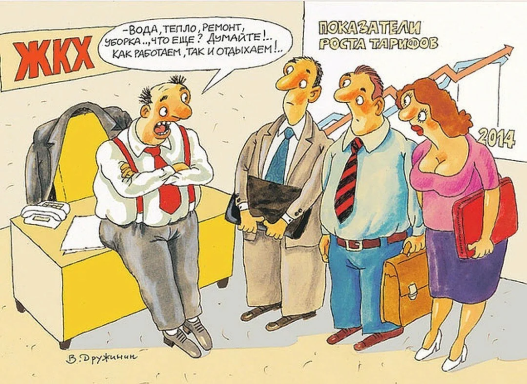 ЖКХ
-ВОДА, ТЕПЛО, РЕМОНТ,
УБОРКА.., ЧТО ЕЩЕ? ДУМАЙТЕ!..
КАК РАБОТАЕМ, ТАК И ОТДЫХАЕМ!..
ПОКАЗАТЕЛИ
РОСТА ТАРИФОВ
2014
В. Дружинин